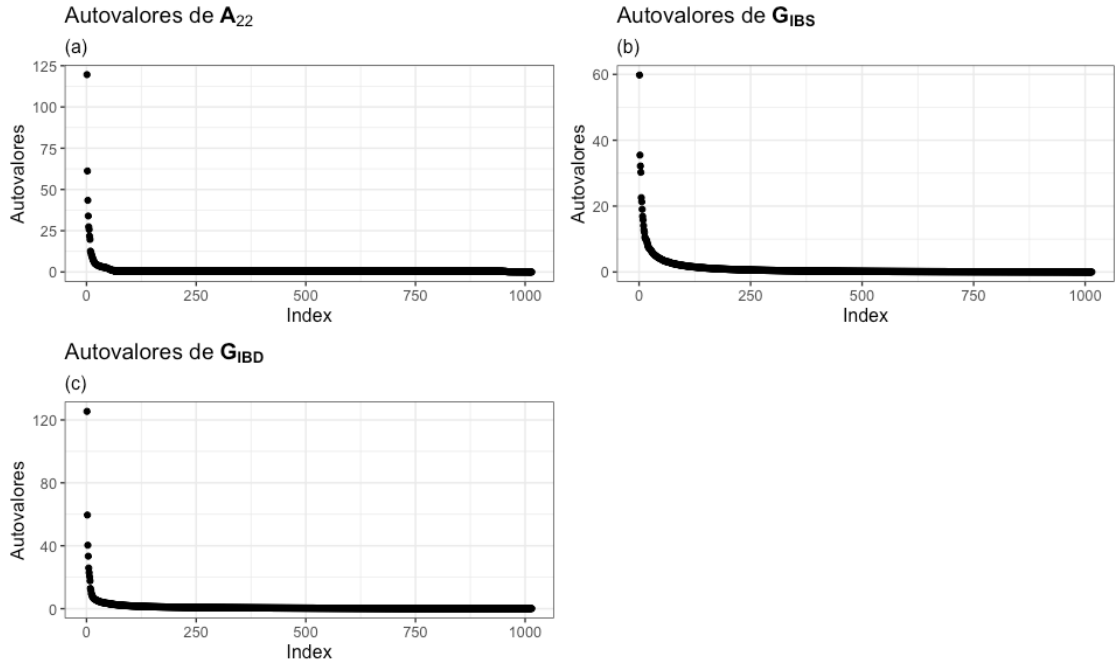 Autovalores de A22
(a)
125
100
75
50
25
0
Autovalores
0 250 500 750 1000
Index
Autovalores de GIBS
(b)
60
40
20
0
Autovalores
0 250 500 750 1000
Index
Autovalores de GIBD
(c)
120
80
40
0
Autovalores
0 250 500 750 1000
Index